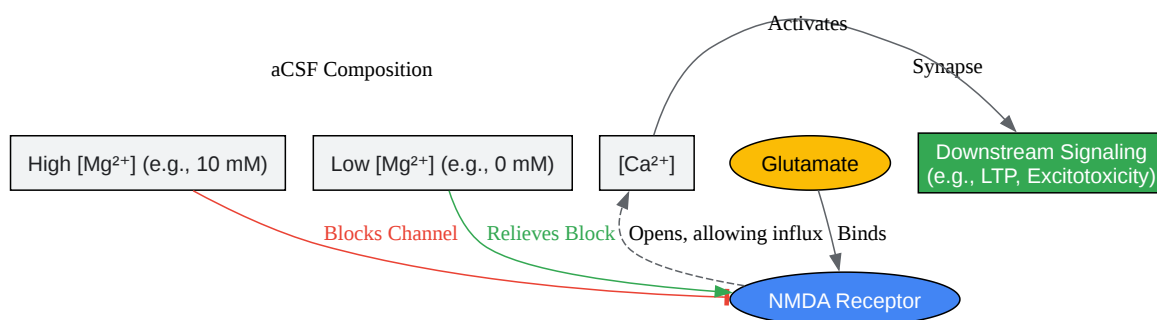 Activates
aCSF Composition
Synapse
High [Mg²⁺] (e.g., 10 mM)
Low [Mg²⁺] (e.g., 0 mM)
[Ca²⁺]
Glutamate
Downstream Signaling
(e.g., LTP, Excitotoxicity)
Blocks Channel
Relieves Block
Opens, allowing influx
Binds
NMDA Receptor